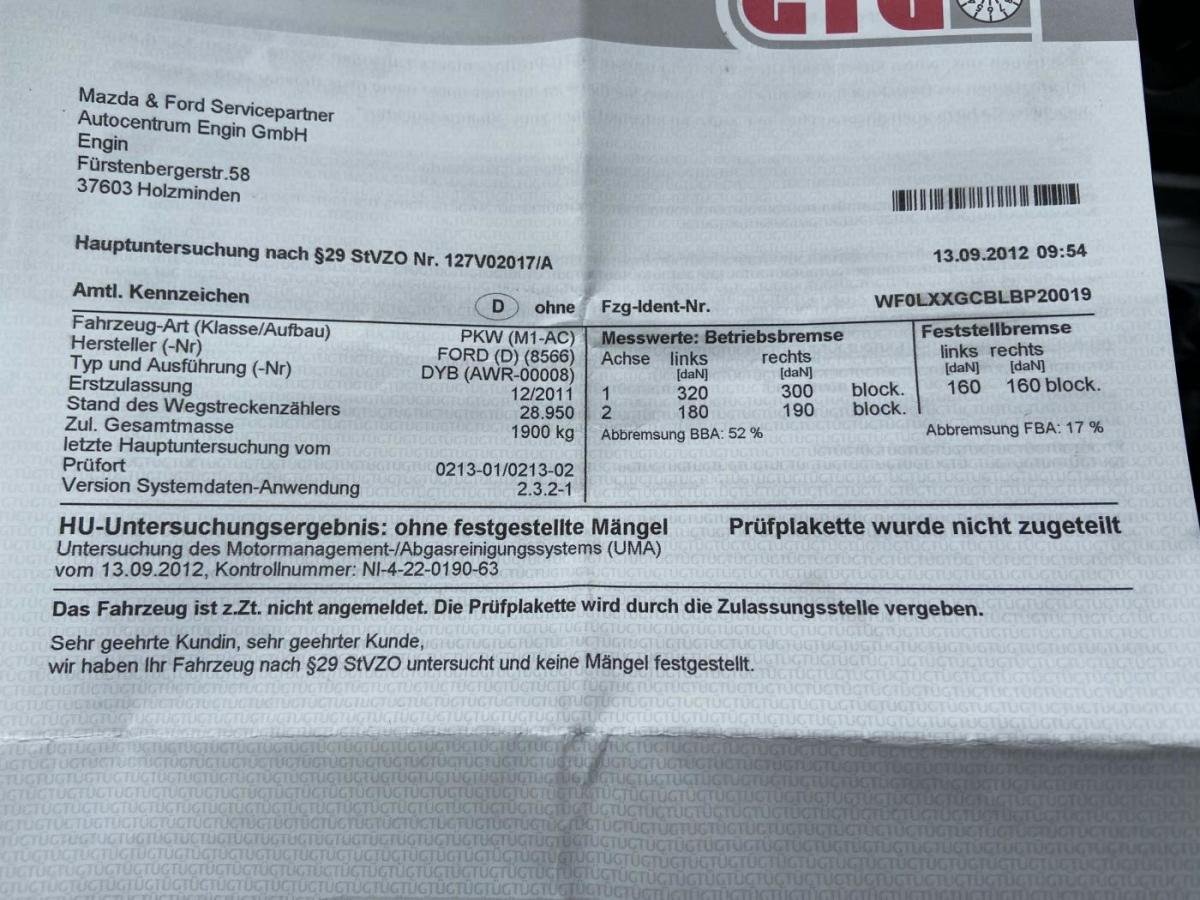 GTÜ
Mazda & Ford Servicepartner
Autocentrum Engin GmbH
Engin
Fürstenbergerstr.58
37603 Holzminden
Hauptuntersuchung nach §29 StVZO Nr. 127V02017/A
13.09.2012 09:54
Amtl. Kennzeichen D ohne
Fzg-Ident-Nr. WF0LXXGCBLBP20019
Fahrzeug-Art (Klasse/Aufbau) PKW (M1-AC)
Hersteller (-Nr) FORD (D) (8566)
Typ und Ausführung (-Nr) DYB (AWR-00008)
Erstzulassung 12/2011
Stand des Wegstreckenzählers 28.950
Zul. Gesamtmasse 1900 kg
letzte Hauptuntersuchung vom
Prüfort 0213-01/0213-02
Version Systemdaten-Anwendung 2.3.2-1
Messwerte: Betriebsbremse
Achse links rechts
[daN] [daN]
1 320 300 block.
2 180 190 block.
Abbremsung BBA: 52 %
Feststellbremse
links rechts
[daN] [daN]
160 160 block.
Abbremsung FBA: 17 %
HU-Untersuchungsergebnis: ohne festgestellte Mängel Prüfplakette wurde nicht zugeteilt
Untersuchung des Motormanagement-/Abgasreinigungssystems (UMA)
vom 13.09.2012, Kontrollnummer: NI-4-22-0190-63
Das Fahrzeug ist z.Zt. nicht angemeldet. Die Prüfplakette wird durch die Zulassungsstelle vergeben.
Sehr geehrte Kundin, sehr geehrter Kunde,
wir haben Ihr Fahrzeug nach §29 StVZO untersucht und keine Mängel festgestellt.